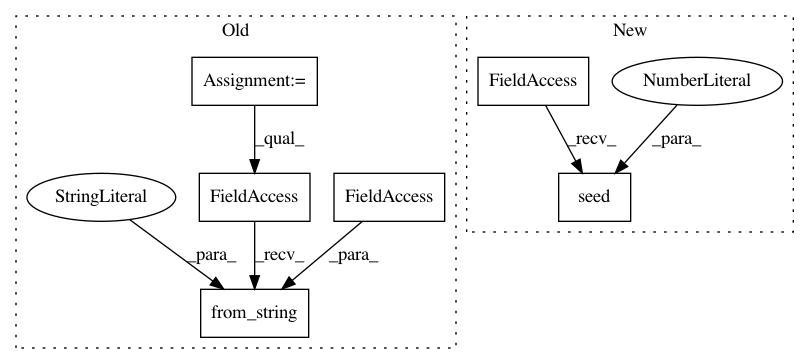 Old
New
Assignment:=
FieldAccess
NumberLiteral
_qual_
_recv_
_para_
StringLiteral
FieldAccess
FieldAccess
seed
_para_
_recv_
_para_
from_string